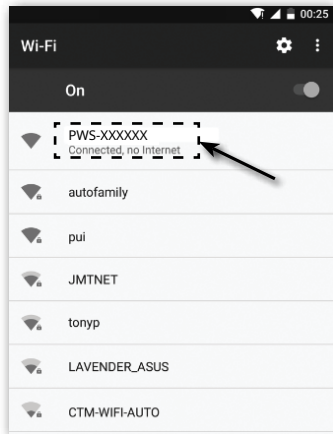 00:25
Wi-Fi
On
PWS-XXXXXX
Connected, no Internet
autofamily
pui
JMTNET
tonyp
LAVENDER_ASUS
CTM-WIFI-AUTO